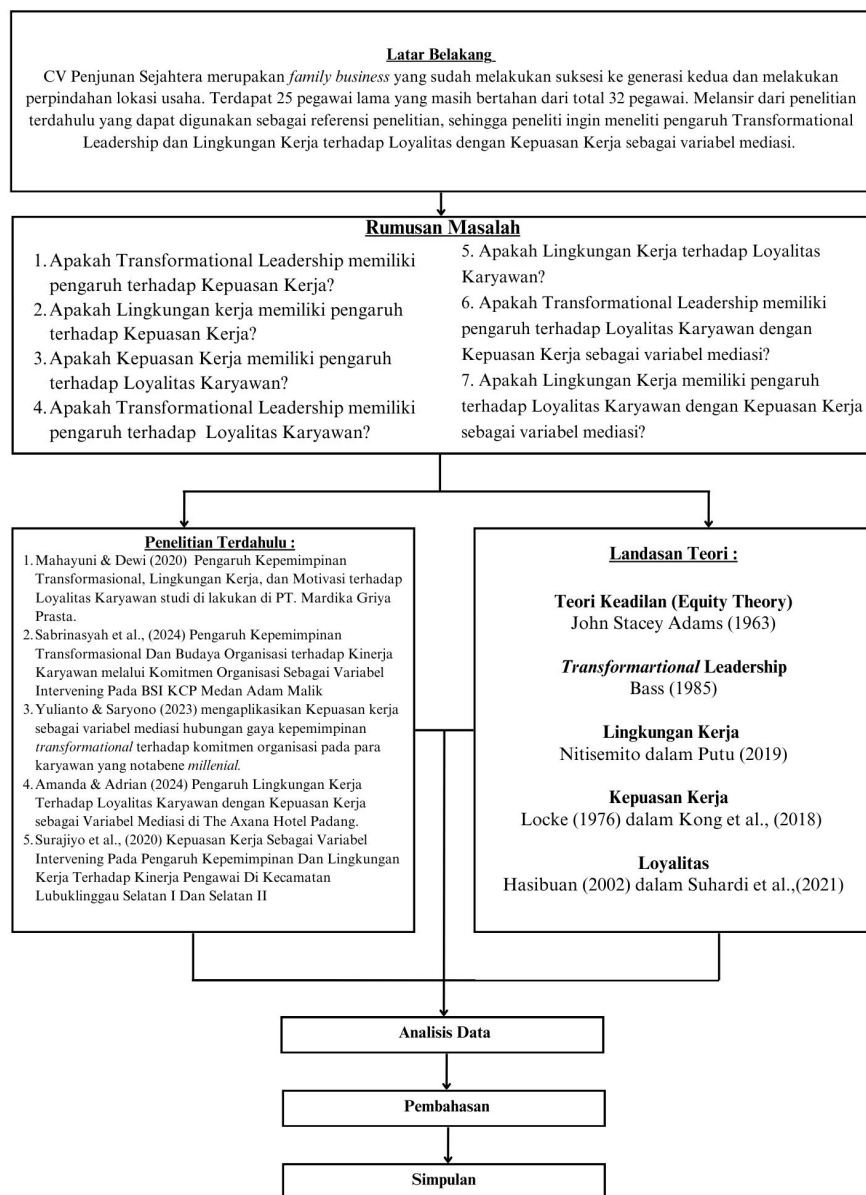 Latar Belakang
CV Penjunan Sejahtera merupakan family business yang sudah melakukan suksesi ke generasi kedua dan melakukan
perpindahan lokasi usaha. Terdapat 25 pegawai lama yang masih bertahan dari total 32 pegawai. Melansir dari penelitian
terdahulu yang dapat digunakan sebagai referensi penelitian, sehingga peneliti ingin meneliti pengaruh Transformational
Leadership dan Lingkungan Kerja terhadap Loyalitas dengan Kepuasan Kerja sebagai variabel mediasi.
Rumusan Masalah
1. Apakah Transformational Leadership memiliki
pengaruh terhadap Kepuasan Kerja?
2. Apakah Lingkungan kerja memiliki pengaruh
terhadap Kepuasan Kerja?
3. Apakah Kepuasan Kerja memiliki pengaruh
terhadap Loyalitas Karyawan?
4. Apakah Transformational Leadership memiliki
pengaruh terhadap Loyalitas Karyawan?
5. Apakah Lingkungan Kerja terhadap Loyalitas
Karyawan?
6. Apakah Transformational Leadership memiliki
pengaruh terhadap Loyalitas Karyawan dengan
Kepuasan Kerja sebagai variabel mediasi?
7. Apakah Lingkungan Kerja memiliki pengaruh
terhadap Loyalitas Karyawan dengan Kepuasan Kerja
sebagai variabel mediasi?
Penelitian Terdahulu :
1. Mahayuni & Dewi (2020) Pengaruh Kepemimpinan
Transformasional, Lingkungan Kerja, dan Motivasi terhadap
Loyalitas Karyawan studi di lakukan di PT. Mardika Griya
Prasta.
2. Sabrinasyah et al., (2024) Pengaruh Kepemimpinan
Transformasional Dan Budaya Organisasi terhadap Kinerja
Karyawan melalui Komitmen Organisasi Sebagai Variabel
Intervening Pada BSI KCP Medan Adam Malik
3. Yulianto & Saryono (2023) mengaplikasikan Kepuasan kerja
sebagai variabel mediasi hubungan gaya kepemimpinan
transformational terhadap komitmen organisasi pada para
karyawan yang notabene millenial.
4. Amanda & Adrian (2024) Pengaruh Lingkungan Kerja
Terhadap Loyalitas Karyawan dengan Kepuasan Kerja
sebagai Variabel Mediasi di The Axana Hotel Padang.
5. Surajiyo et al., (2020) Kepuasan Kerja Sebagai Variabel
Intervening Pada Pengaruh Kepemimpinan Dan Lingkungan
Kerja Terhadap Kinerja Pengawai Di Kecamatan
Lubuklinggau Selatan I Dan Selatan II
Landasan Teori :
Teori Keadilan (Equity Theory)
John Stacey Adams (1963)
Transformartional Leadership
Bass (1985)
Lingkungan Kerja
Nitisemito dalam Putu (2019)
Kepuasan Kerja
Locke (1976) dalam Kong et al., (2018)
Loyalitas
Hasibuan (2002) dalam Suhardi et al.,(2021)
Analisis Data
Pembahasan
Simpulan